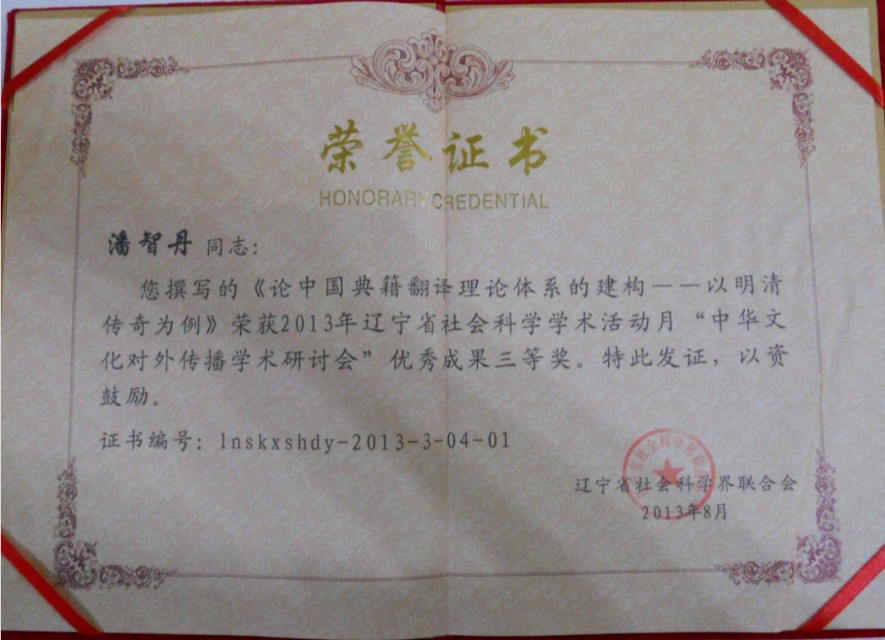 荣誉证书
HONORARY CREDENTIAL
潘智丹 同志：
您撰写的《论中国典籍翻译理论体系的建构——以明清
传奇为例》荣获2013年辽宁省社会科学学术活动月“中华文
化对外传播学术研讨会”优秀成果三等奖。特此发证，以资
鼓励。
证书编号：lnskxshdy-2013-3-04-01
辽宁省社会科学界联合会
2013年8月